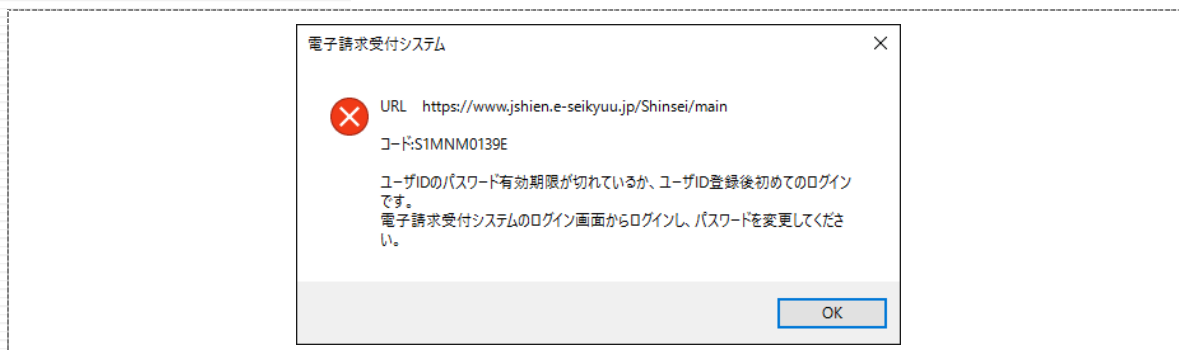 電子請求受付システム
URL　https://www.jshien.e-seikyuu.jp/Shinsei/main
コード:S1MNM0139E
ユーザIDのパスワード有効期限が切れているか、ユーザID登録後初めてのログイン
です。
電子請求受付システムのログイン画面からログインし、パスワードを変更してくださ
い。
OK